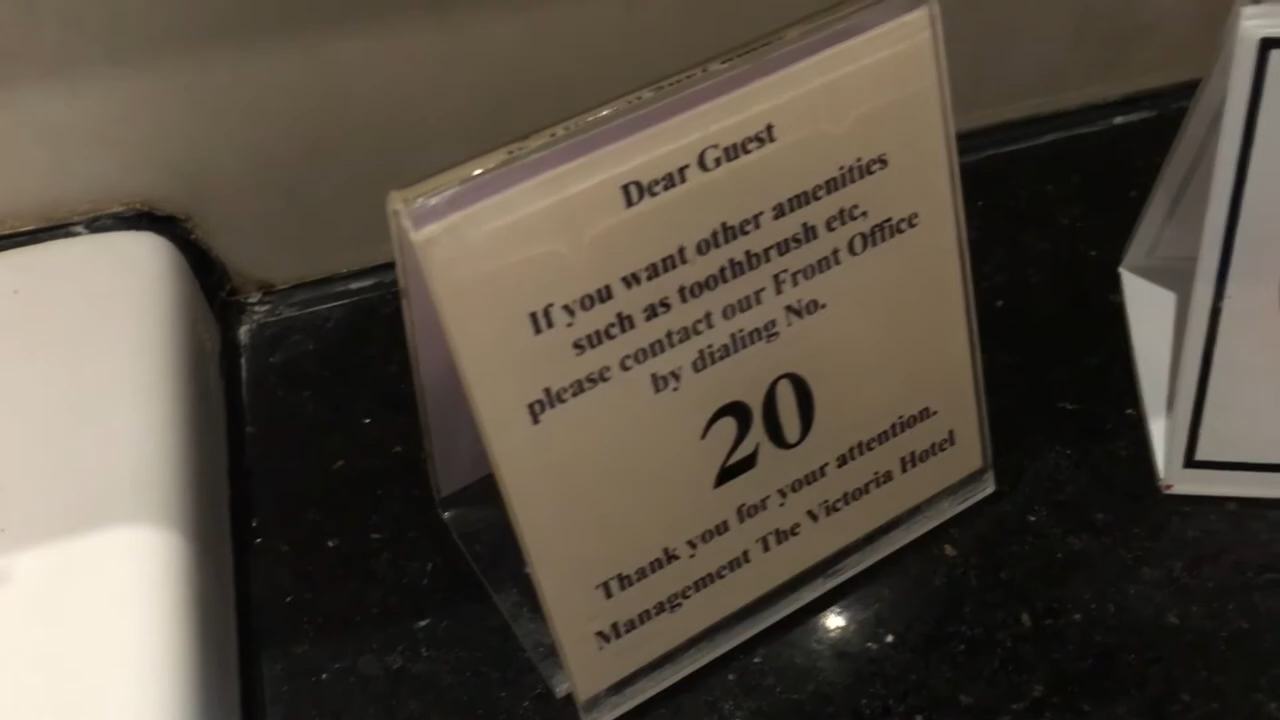 Dear Guest
If you want other amenities
such as toothbrush etc,
please contact our Front Office
by dialing No.
20
Thank you for your attention.
Management The Victoria Hotel